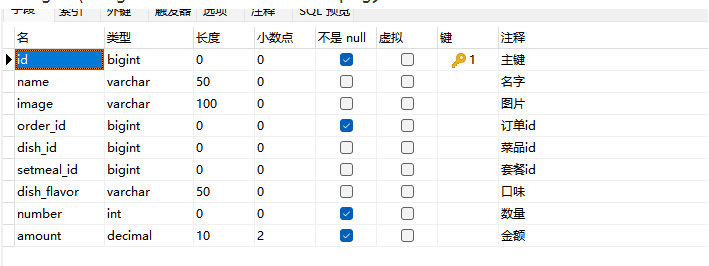 字段 索引 外键 触发器 选项 注释 SQL 预览
名 类型 长度 小数点 不是 null 虚拟 键 注释
id bigint 0 0 1 主键
name varchar 50 0 名字
image varchar 100 0 图片
order_id bigint 0 0 订单id
dish_id bigint 0 0 菜品id
setmeal_id bigint 0 0 套餐id
dish_flavor varchar 50 0 口味
number int 0 0 数量
amount decimal 10 2 金额